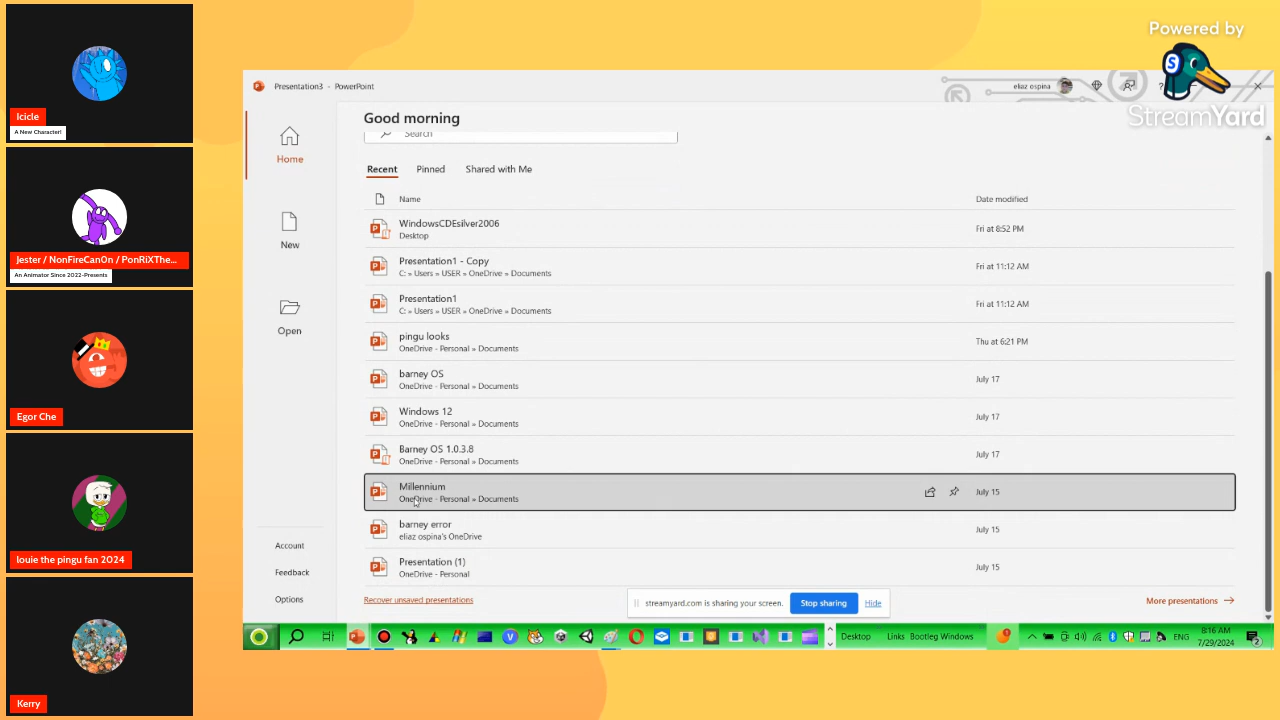 Powered by
StreamYard
Icicle
A New Character!
Jester / NonFireCan0n / PonRiXThe...
An Animator Since 2022-Presents
Egor Che
louie the pingu fan 2024
Kerry
Presentation3 - PowerPoint
eliaz ospina
?
Good morning
Search
Home
New
Open
Account
Feedback
Options
Recent Pinned Shared with Me
Name Date modified
WindowsCDEsilver2006
Desktop
Fri at 8:52 PM
Presentation1 - Copy
C: » Users » USER » OneDrive » Documents
Fri at 11:12 AM
Presentation1
C: » Users » USER » OneDrive » Documents
Fri at 11:12 AM
pingu looks
OneDrive - Personal » Documents
Thu at 6:21 PM
barney OS
OneDrive - Personal » Documents
July 17
Windows 12
OneDrive - Personal » Documents
July 17
Barney OS 1.0.3.8
OneDrive - Personal » Documents
July 17
Millennium
OneDrive - Personal » Documents
July 15
barney error
eliaz ospina's OneDrive
July 15
Presentation (1)
OneDrive - Personal
July 15
Recover unsaved presentations
More presentations →
streamyard.com is sharing your screen. Stop sharing Hide
Desktop Links Bootleg Windows
ENG
8:16 AM
7/29/2024